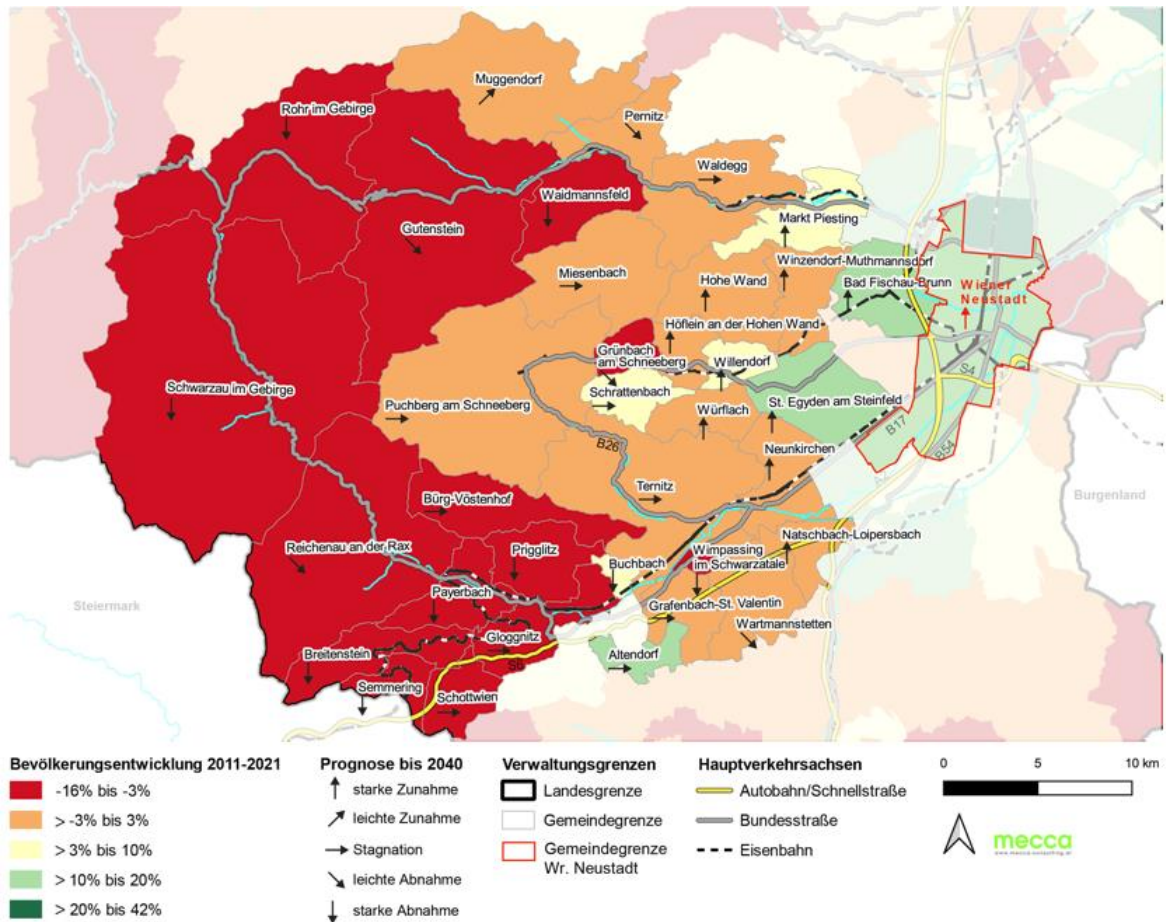 Muggendorf
Rohr im Gebirge
Pernitz
Waldegg
Waidmannsfeld
Markt Piesting
Gutenstein
Winzendorf-Muthmannsdorf
Miesenbach
Hohe Wand
Bad Fischau-Brunn
Wiener
Neustadt
Höflein an der Hohen Wand
Grünbach
am Schneeberg
Willendorf
S4
Schwarzau im Gebirge
Schrattenbach
Puchberg am Schneeberg
St. Egyden am Steinfeld
Würflach
B17
B26
B54
Neunkirchen
Ternitz
Burgenland
Bürg-Vöstenhof
Natschbach-Loipersbach
Reichenau an der Rax
Prigglitz
Wimpassing
im Schwarzatale
Buchbach
Payerbach
Steiermark
Grafenbach-St. Valentin
Wartmannstetten
Gloggnitz
Breitenstein
Altendorf
S6
Semmering
Schottwien
Bevölkerungsentwicklung 2011-2021
-16% bis -3%
> -3% bis 3%
> 3% bis 10%
> 10% bis 20%
> 20% bis 42%
Prognose bis 2040
starke Zunahme
leichte Zunahme
Stagnation
leichte Abnahme
starke Abnahme
Verwaltungsgrenzen
Landesgrenze
Gemeindegrenze
Gemeindegrenze
Wr. Neustadt
Hauptverkehrsachsen
Autobahn/Schnellstraße
Bundesstraße
Eisenbahn
0 5 10 km
mecca
www.mecca-consulting.at